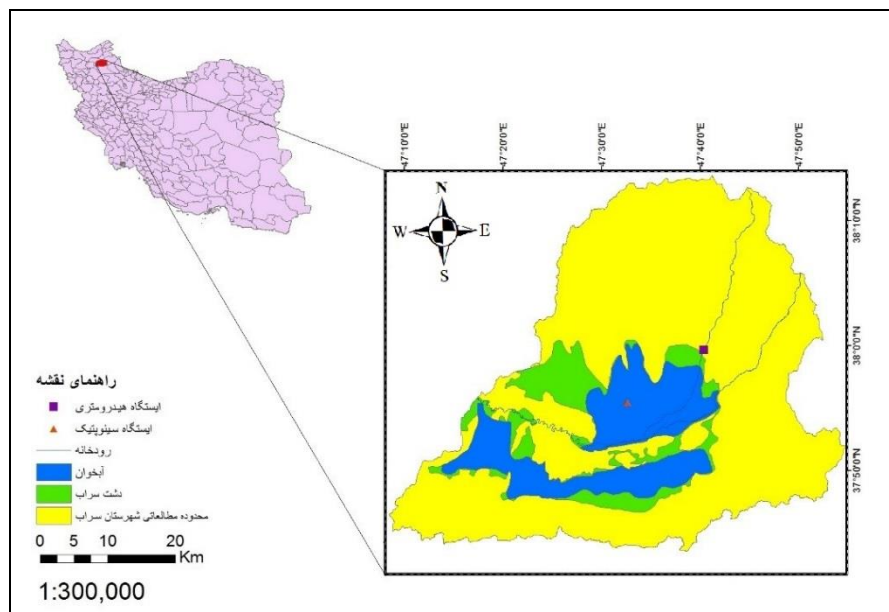 47°10'0"E
47°20'0"E
47°30'0"E
47°40'0"E
47°50'0"E
N
W E
S
38°10'0"N
38°0'0"N
37°50'0"N
راهنمای نقشه
ایستگاه هیدرومتری
ایستگاه سینوپتیک
رودخانه
آبخوان
دشت سراب
محدوده مطالعاتی شهرستان سراب
0 5 10 20
Km
1:300,000